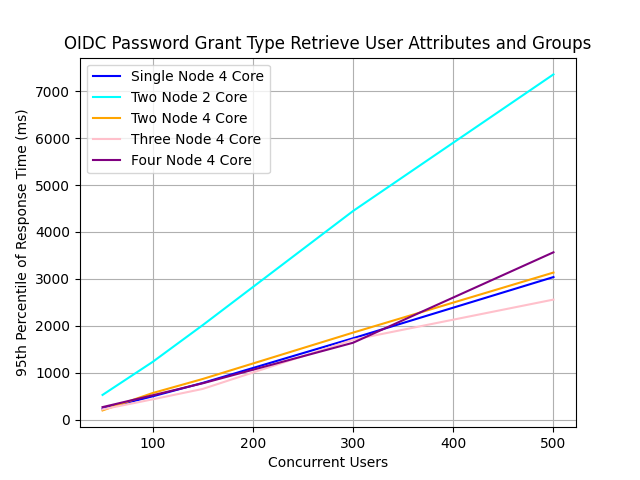 OIDC Password Grant Type Retrieve User Attributes and Groups
Single Node 4 Core
Two Node 2 Core
Two Node 4 Core
Three Node 4 Core
Four Node 4 Core
95th Percentile of Response Time (ms)
7000
6000
5000
4000
3000
2000
1000
0
100 200 300 400 500
Concurrent Users